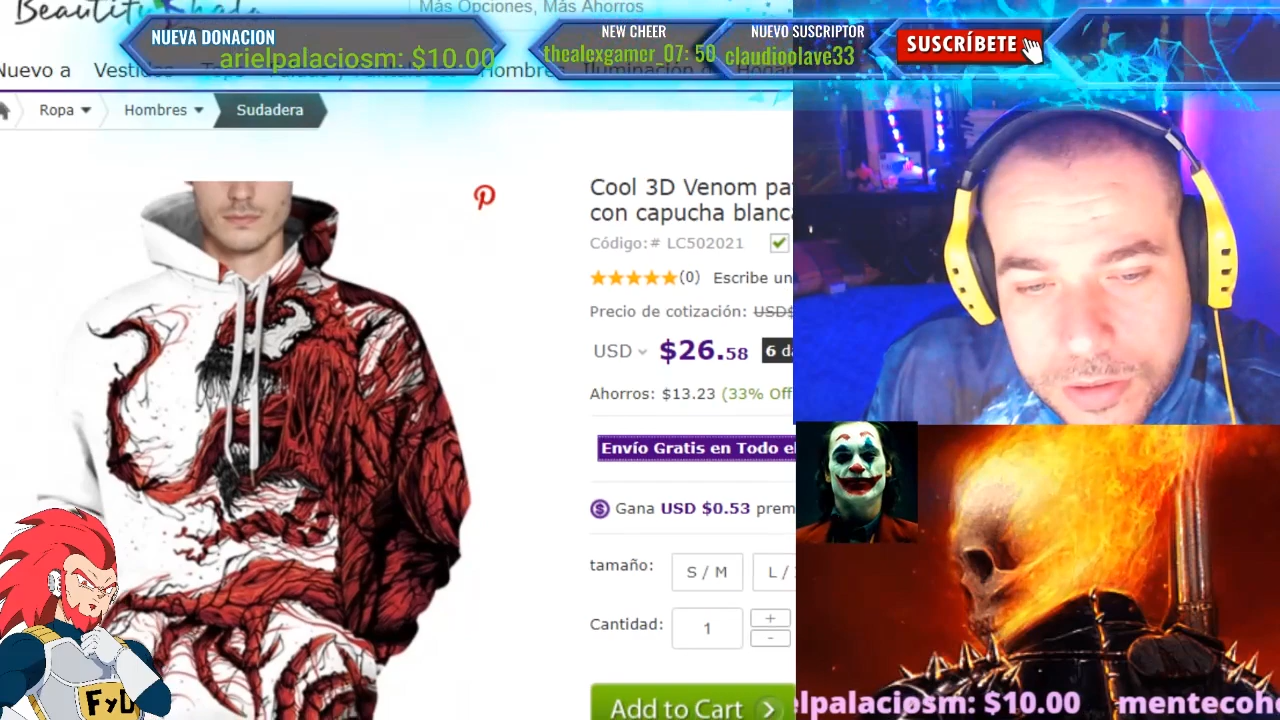 Más Opciones, Más Ahorros
NUEVA DONACION
arielpalaciosm: $10.00
NEW CHEER
thealexgamer_07: 50
NUEVO SUSCRIPTOR
claudioolave33
SUSCRÍBETE
Nuevo a
Ropa
Hombres
Sudadera
Cool 3D Venom pa
con capucha blanc
Código:# LC502021
(0) Escribe un
Precio de cotización: USD$
USD $26.58
6 d
Ahorros: $13.23 (33% Off
Envío Gratis en Todo el
Gana USD $0.53 prem
tamaño:
S / M
L /
Cantidad:
1
+
-
Add to Cart
FyD
elpalaciosm: $10.00
mentecoh